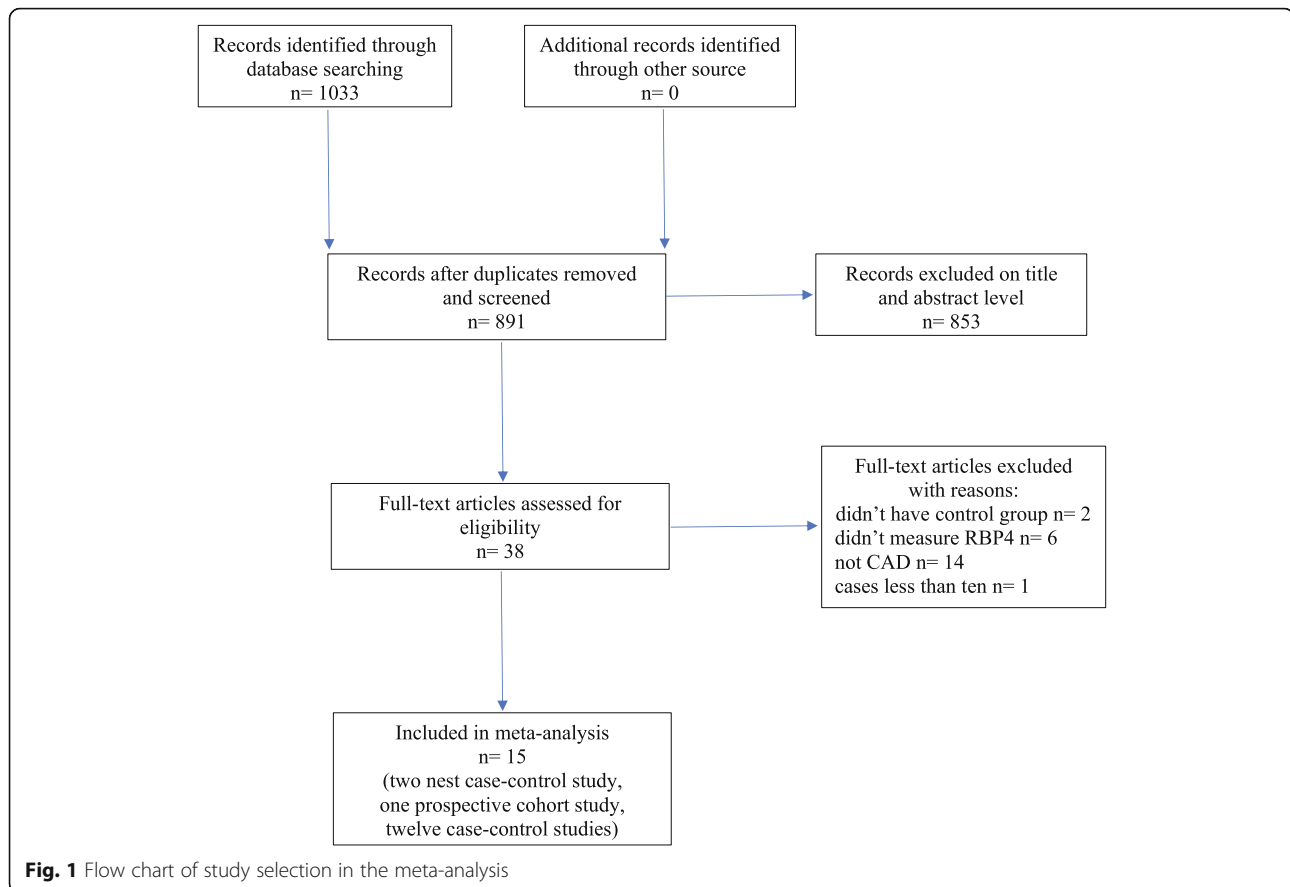 Records identified through
database searching
n= 1033
Additional records identified
through other source
n= 0
Records after duplicates removed
and screened
n= 891
Records excluded on title
and abstract level
n= 853
Full-text articles assessed for
eligibility
n= 38
Full-text articles excluded
with reasons:
didn't have control group n= 2
didn't measure RBP4 n= 6
not CAD n= 14
cases less than ten n= 1
Included in meta-analysis
n= 15
(two nest case-control study,
one prospective cohort study,
twelve case-control studies)
Fig. 1 Flow chart of study selection in the meta-analysis